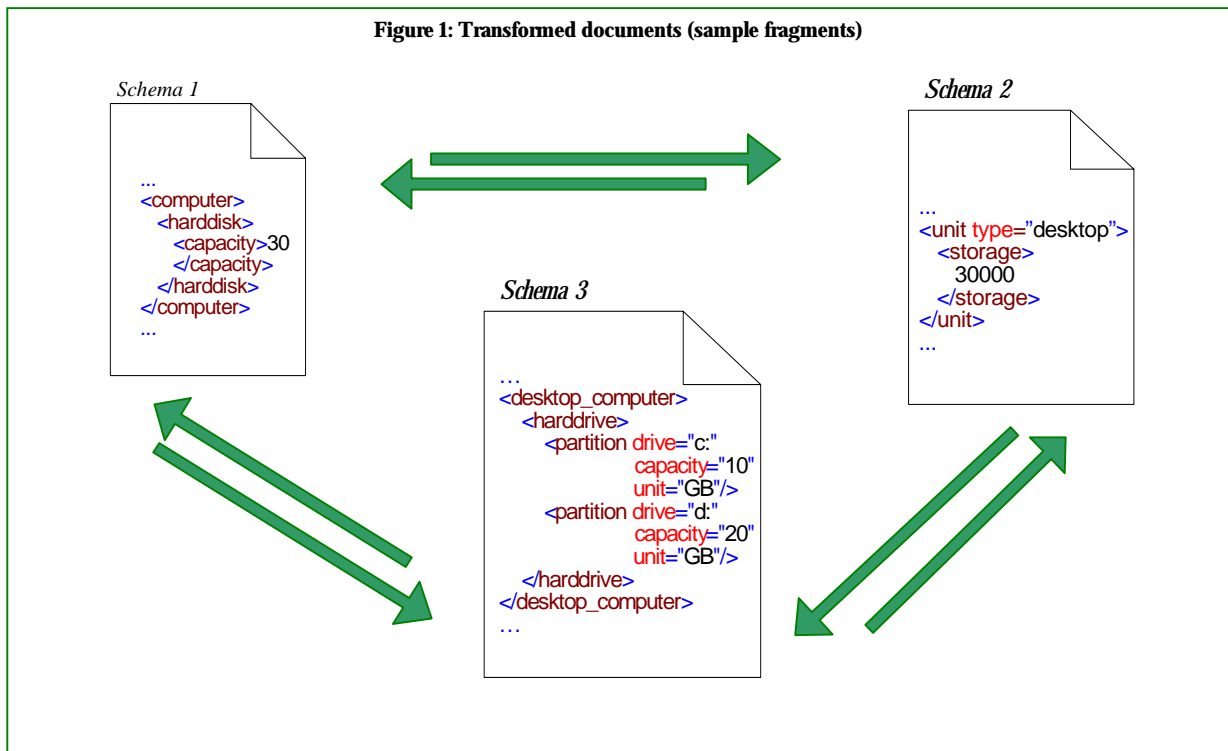 Figure 1: Transformed documents (sample fragments)
Schema 1
...
<computer>
<harddisk>
<capacity>30
</capacity>
</harddisk>
</computer>
...
Schema 2
...
<unit type=”desktop”>
<storage>
30000
</storage>
</unit>
...
Schema 3
...
<desktop_computer>
<harddrive>
<partition drive="c:"
capacity="10"
unit="GB"/>
<partition drive="d:"
capacity="20"
unit="GB"/>
</harddrive>
</desktop_computer>
...